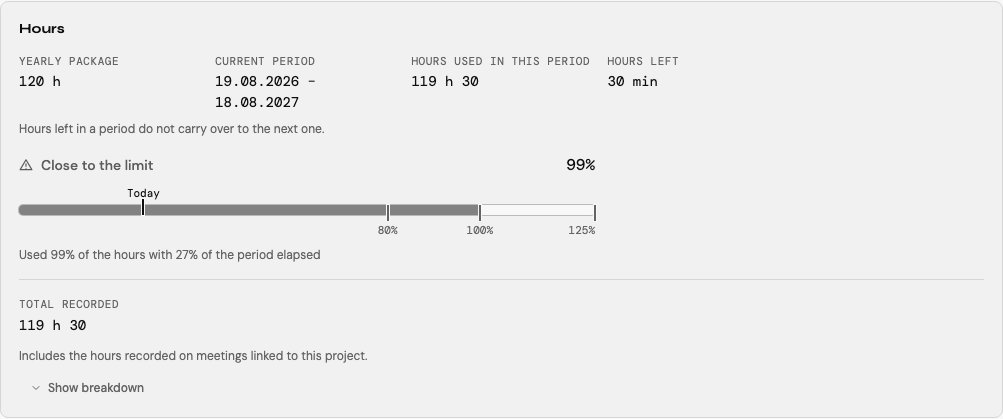 Hours
YEARLY PACKAGE
120 h
CURRENT PERIOD
19.08.2026 –
18.08.2027
HOURS USED IN THIS PERIOD
119 h 30
HOURS LEFT
30 min
Hours left in a period do not carry over to the next one.
Close to the limit
99%
Today
80%
100%
125%
Used 99% of the hours with 27% of the period elapsed
TOTAL RECORDED
119 h 30
Includes the hours recorded on meetings linked to this project.
Show breakdown